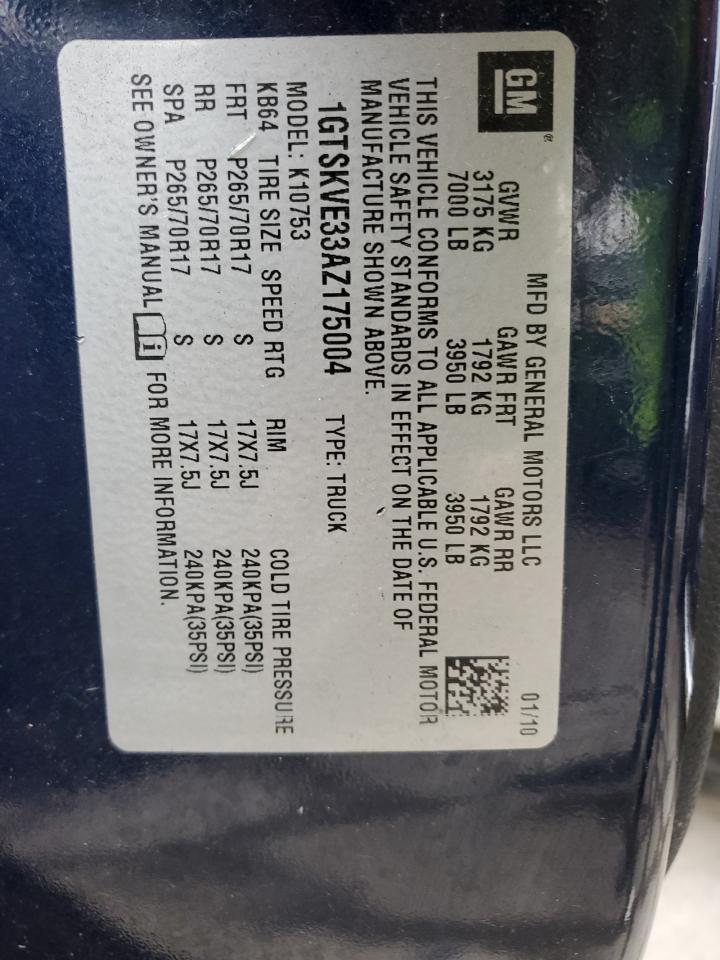 GM®
MFD BY GENERAL MOTORS LLC 01/10
GVWR GAWR FRT GAWR RR
3175 KG 1792 KG 1792 KG
7000 LB 3950 LB 3950 LB
THIS VEHICLE CONFORMS TO ALL APPLICABLE U.S. FEDERAL MOTOR
VEHICLE SAFETY STANDARDS IN EFFECT ON THE DATE OF
MANUFACTURE SHOWN ABOVE.
1GTSKVE33AZ175004 TYPE: TRUCK
MODEL: K10753
KB64 TIRE SIZE SPEED RTG RIM COLD TIRE PRESSURE
FRT P265/70R17 S 17X7.5J 240KPA(35PSI)
RR P265/70R17 S 17X7.5J 240KPA(35PSI)
SPA P265/70R17 S 17X7.5J 240KPA(35PSI)
SEE OWNER'S MANUAL i FOR MORE INFORMATION.